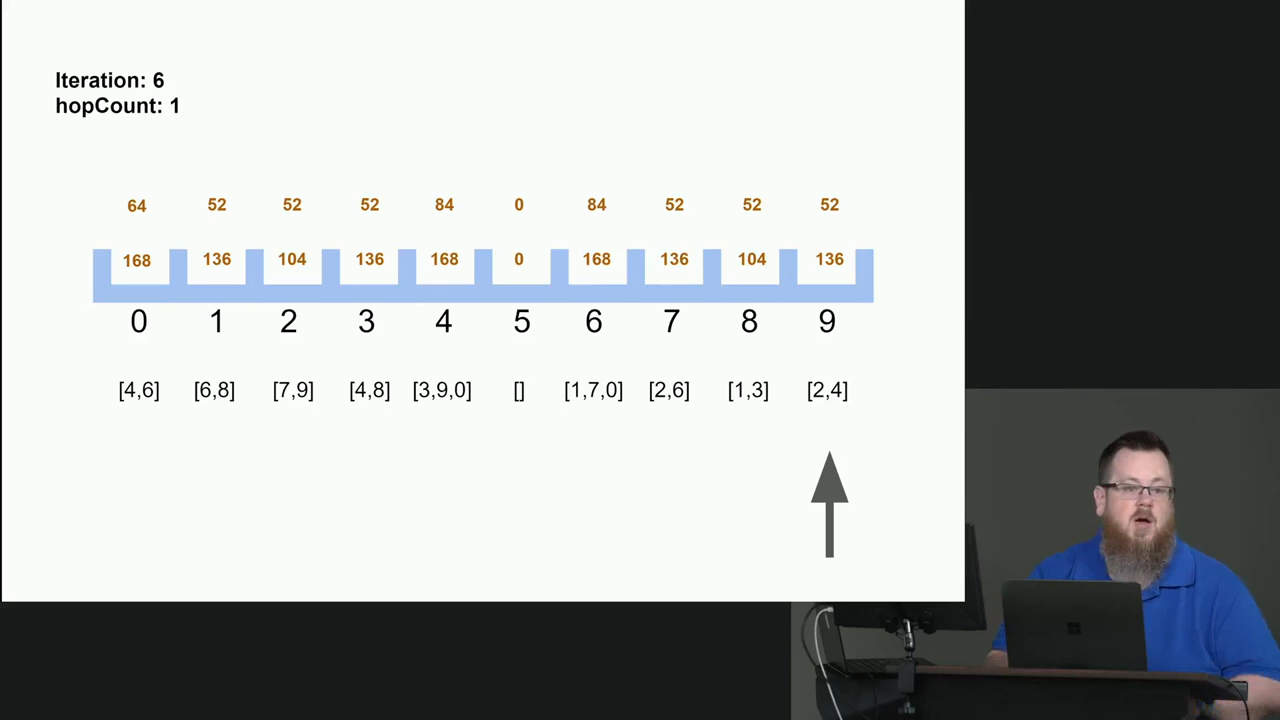 Iteration: 6
hopCount: 1
64 52 52 52 84 0 84 52 52 52
168 136 104 136 168 0 168 136 104 136
0 1 2 3 4 5 6 7 8 9
[4,6] [6,8] [7,9] [4,8] [3,9,0] [] [1,7,0] [2,6] [1,3] [2,4]